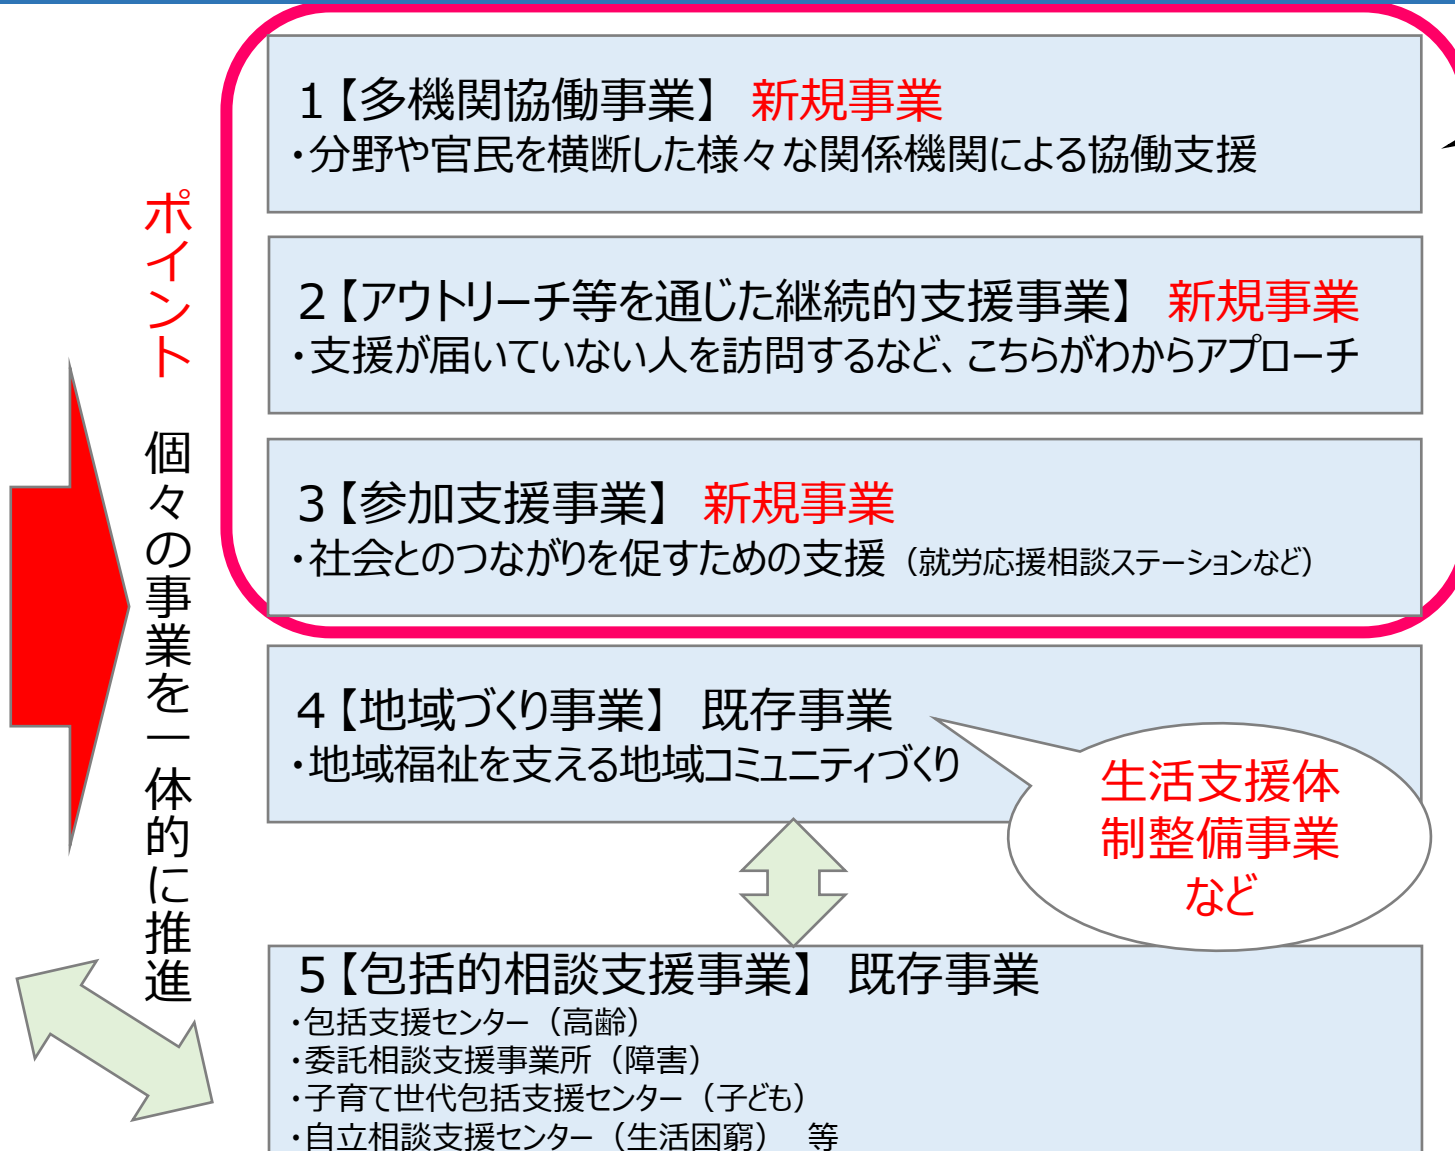 ポイント　個々の事業を一体的に推進
1【多機関協働事業】 新規事業
・分野や官民を横断した様々な関係機関による協働支援
2【アウトリーチ等を通じた継続的支援事業】 新規事業
・支援が届いていない人を訪問するなど、こちらがわからアプローチ
3【参加支援事業】 新規事業
・社会とのつながりを促すための支援（就労応援相談ステーションなど）
4【地域づくり事業】 既存事業
・地域福祉を支える地域コミュニティづくり
生活支援体
制整備事業
など
5【包括的相談支援事業】 既存事業
・包括支援センター（高齢）
・委託相談支援事業所（障害）
・子育て世代包括支援センター（子ども）
・自立相談支援センター（生活困窮）　等